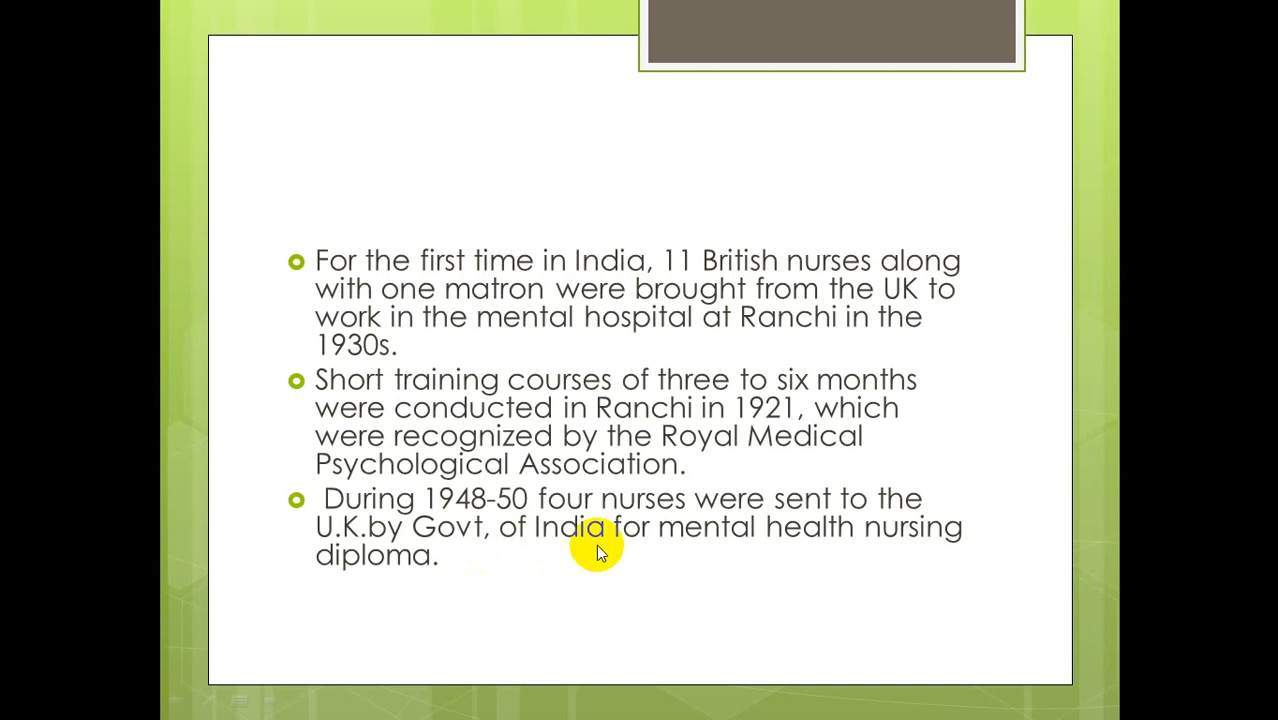 For the first time in India, 11 British nurses along
with one matron were brought from the UK to
work in the mental hospital at Ranchi in the
1930s.
Short training courses of three to six months
were conducted in Ranchi in 1921, which
were recognized by the Royal Medical
Psychological Association.
During 1948-50 four nurses were sent to the
U.K.by Govt, of India for mental health nursing
diploma.